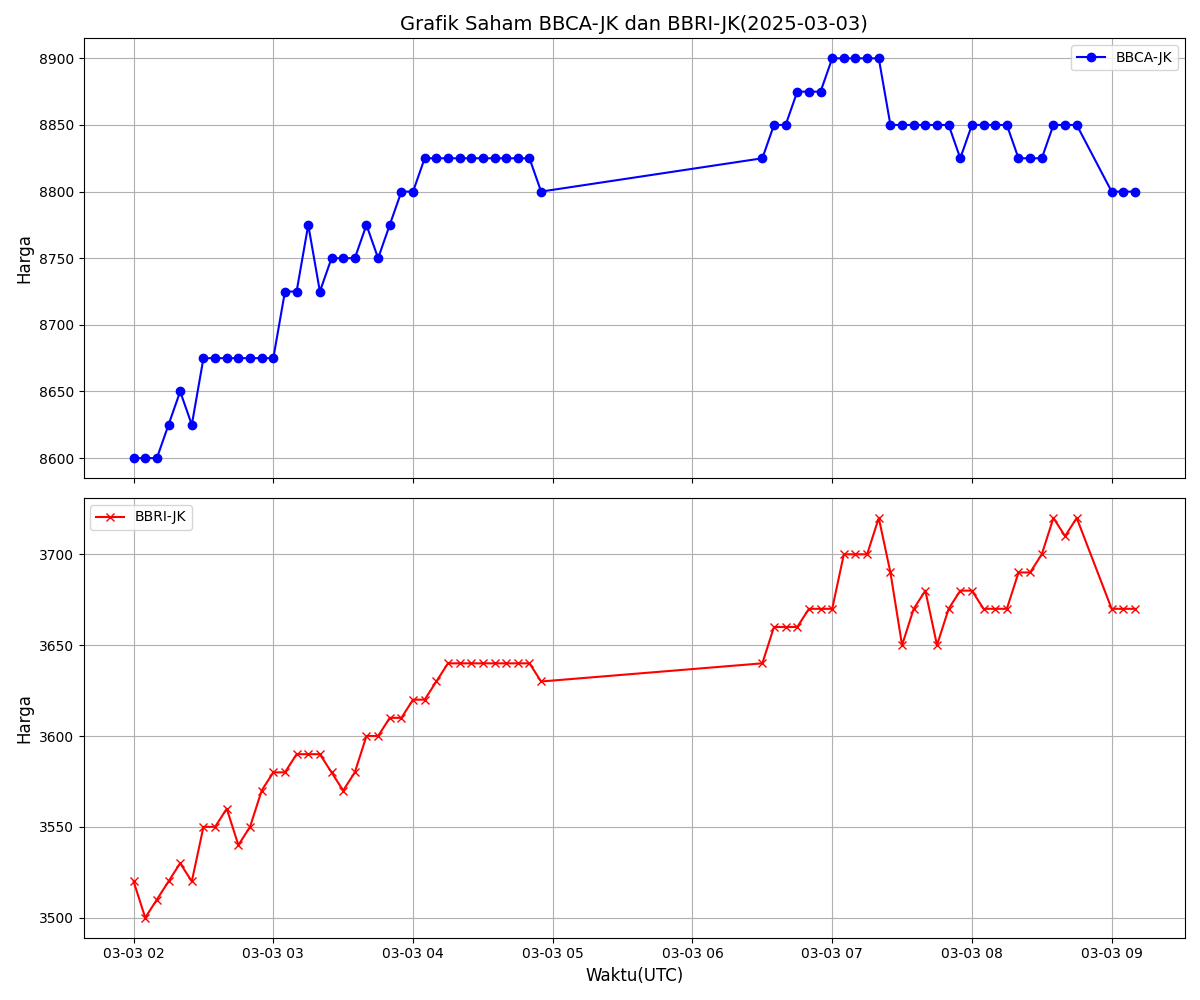 Grafik Saham BBCA-JK dan BBRI-JK(2025-03-03)
BBCA-JK
8900
8850
8800
8750
8700
8650
8600
Harga
BBRI-JK
3700
3650
3600
3550
3500
Harga
03-03 02 03-03 03 03-03 04 03-03 05 03-03 06 03-03 07 03-03 08 03-03 09
Waktu(UTC)